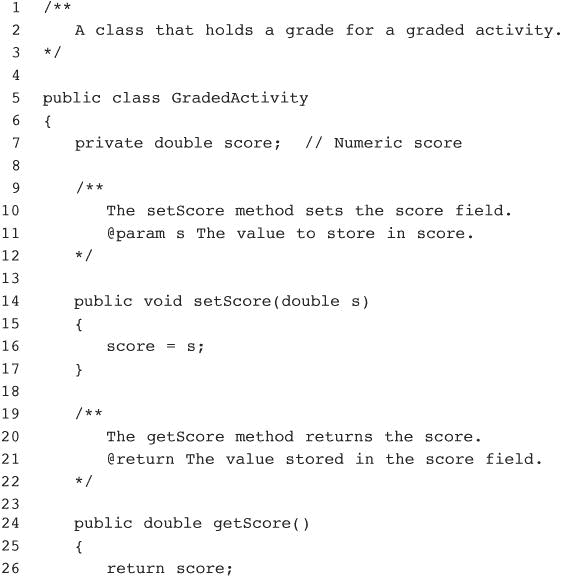 1 /**
2    A class that holds a grade for a graded activity.
3 */
4
5 public class GradedActivity
6 {
7    private double score;  // Numeric score
8
9    /**
10       The setScore method sets the score field.
11       @param s The value to store in score.
12    */
13
14    public void setScore(double s)
15    {
16       score = s;
17    }
18
19    /**
20       The getScore method returns the score.
21       @return The value stored in the score field.
22    */
23
24    public double getScore()
25    {
26       return score;